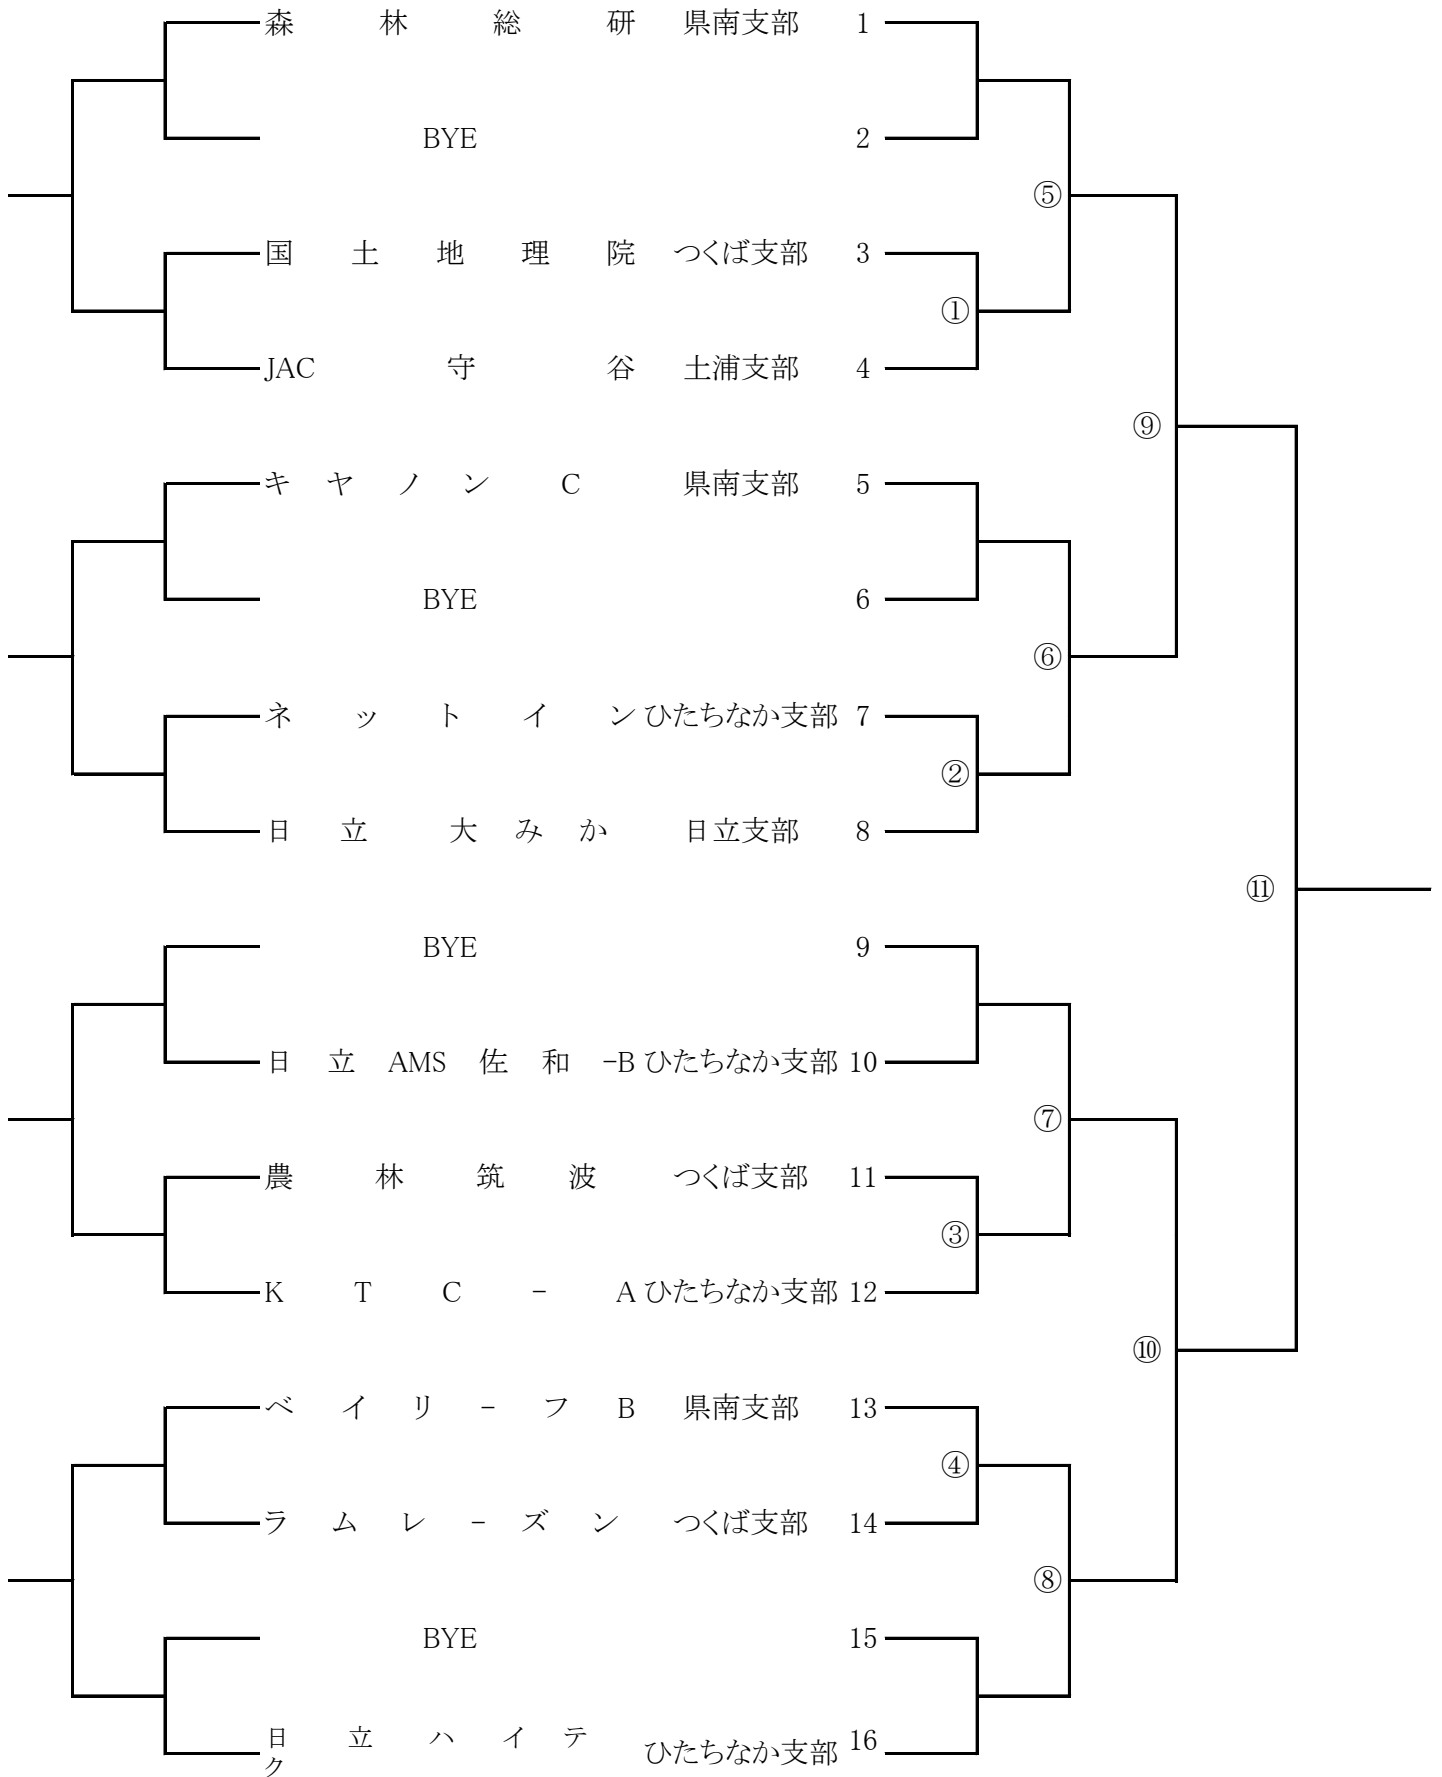 森林総研 県南支部 1
BYE 2
⑤
国土地理院 つくば支部 3
①
JAC守谷 土浦支部 4
⑨
キヤノンC 県南支部 5
BYE 6
⑥
ネットイン ひたちなか支部 7
②
日立大みか 日立支部 8
⑪
BYE 9
日立AMS佐和-B ひたちなか支部 10
⑦
農林筑波 つくば支部 11
③
KTC-A ひたちなか支部 12
⑩
ベイリ-フB 県南支部 13
④
ラムレ-ズン つくば支部 14
⑧
BYE 15
日立ハイテ ひたちなか支部 16
ク